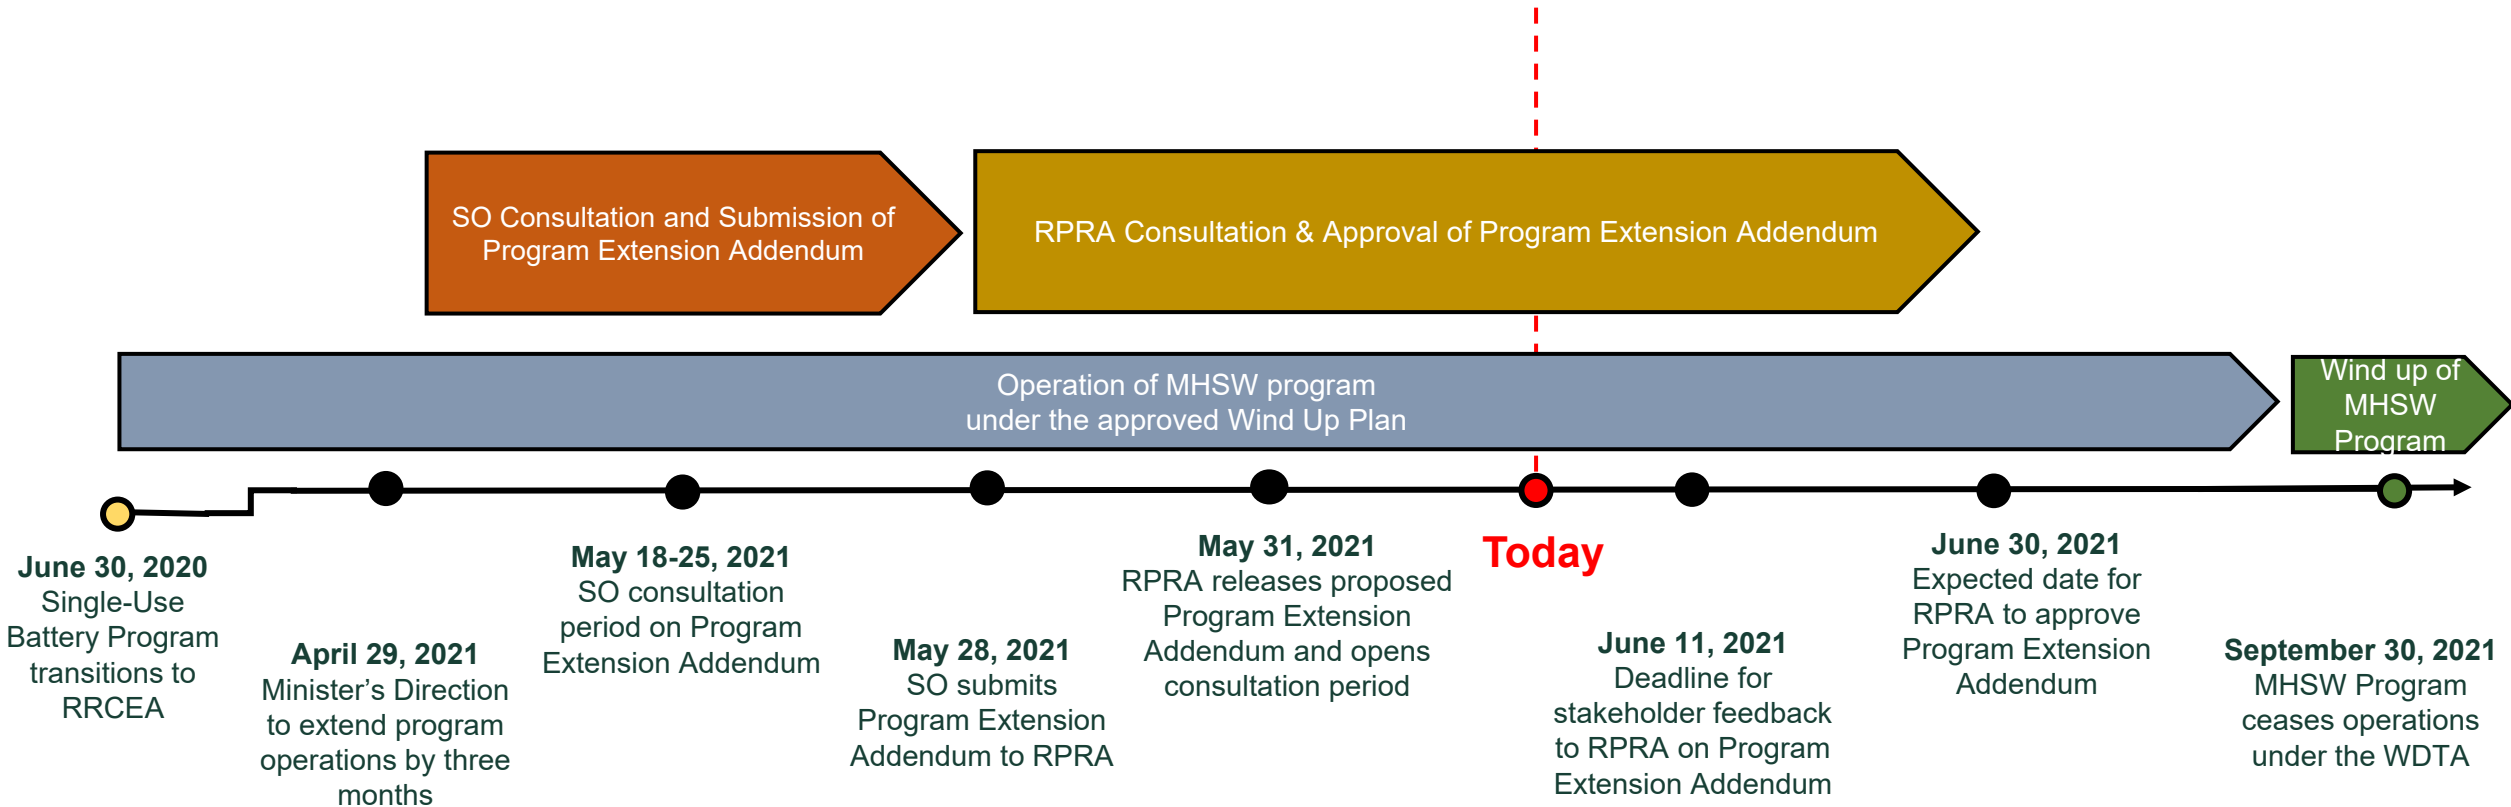 SO Consultation and Submission of
Program Extension Addendum
RPRA Consultation & Approval of Program Extension Addendum
Operation of MHSW program
under the approved Wind Up Plan
Wind up of
MHSW
Program
June 30, 2020
Single-Use
Battery Program
transitions to
RRCEA
April 29, 2021
Minister’s Direction
to extend program
operations by three
months
May 18-25, 2021
SO consultation
period on Program
Extension Addendum
May 28, 2021
SO submits
Program Extension
Addendum to RPRA
May 31, 2021
RPRA releases proposed
Program Extension
Addendum and opens
consultation period
Today
June 11, 2021
Deadline for
stakeholder feedback
to RPRA on Program
Extension Addendum
June 30, 2021
Expected date for
RPRA to approve
Program Extension
Addendum
September 30, 2021
MHSW Program
ceases operations
under the WDTA